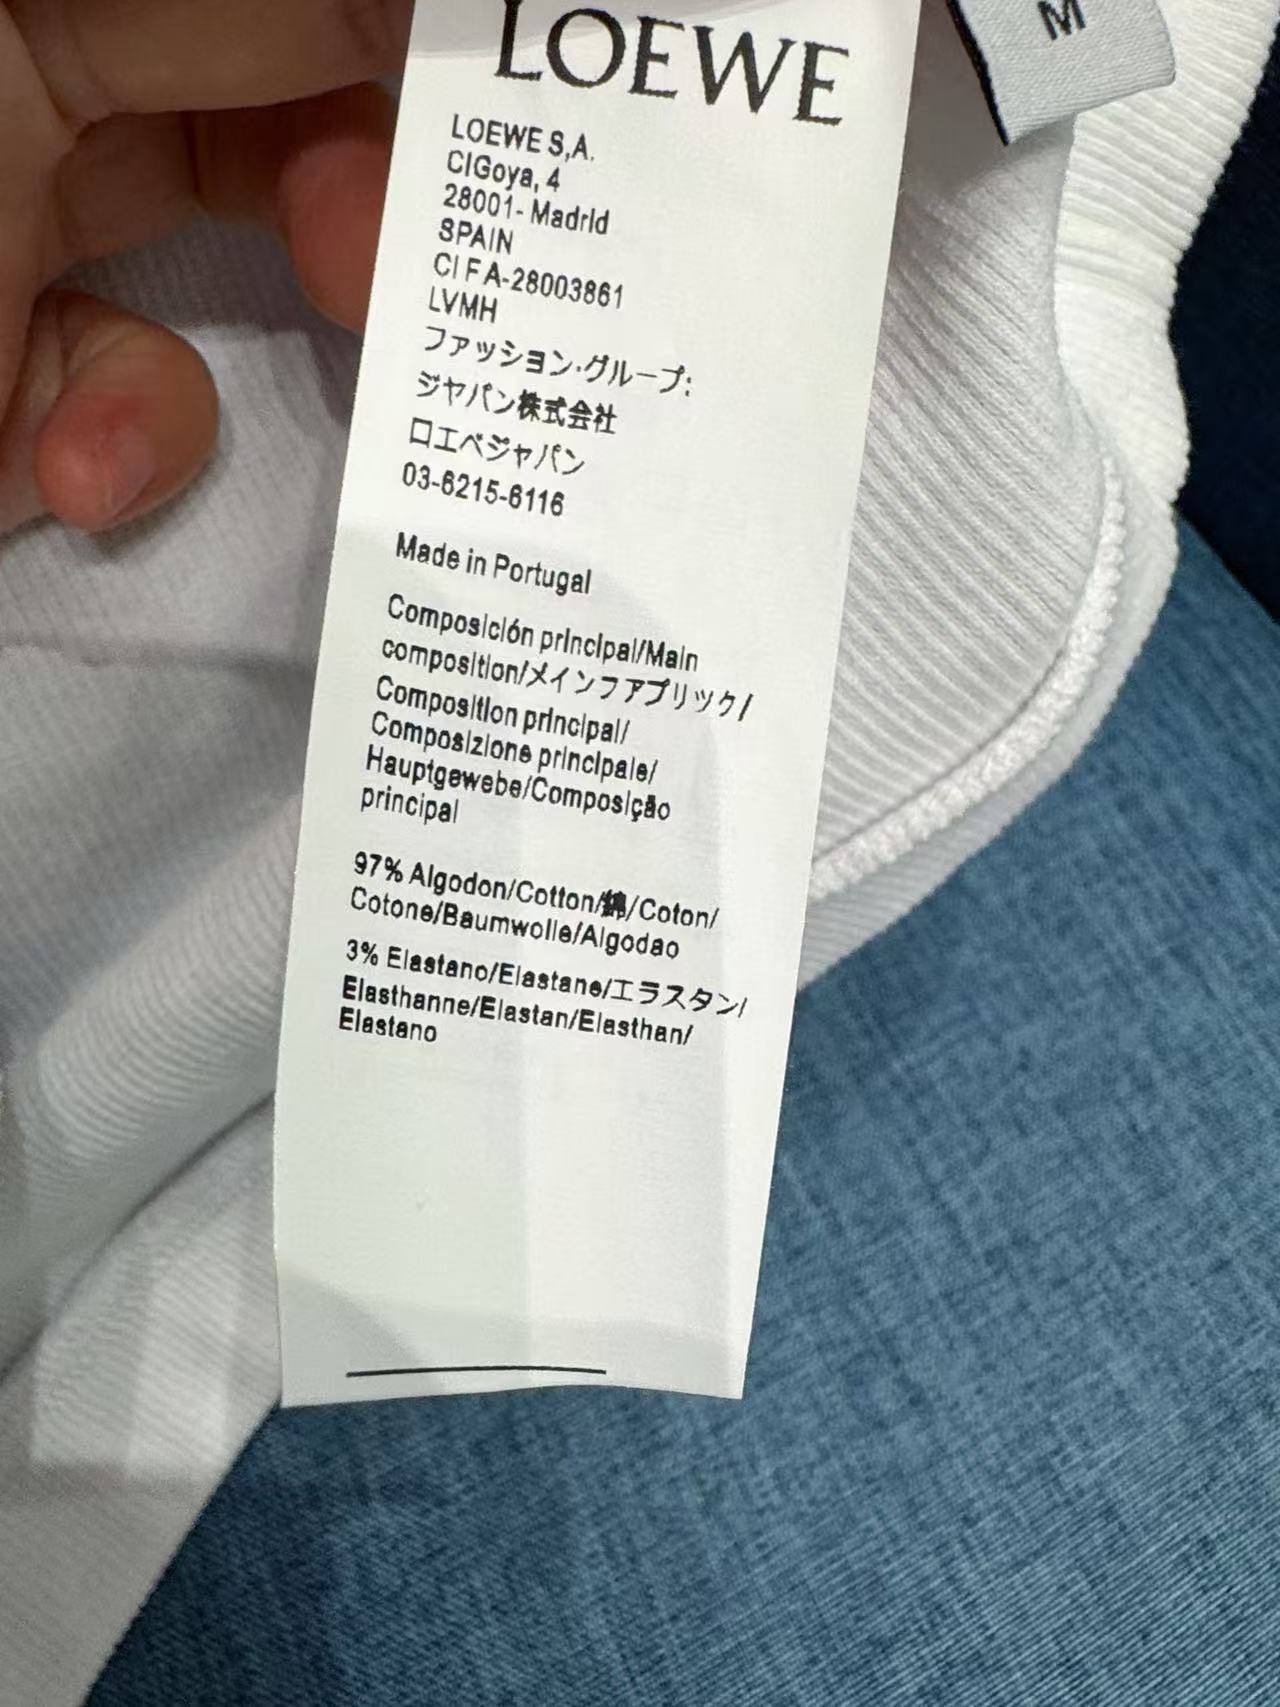 LOEWE
M
LOEWE S,A.
CIGoya, 4
28001- Madrid
SPAIN
CI F A-28003861
LVMH
ファッション·グループ:
ジヤパン株式会社
口エベジャパン
03-6215-6116
Made in Portugal
Composición principal/Main
composition/メインファブリック/
Composition principal/
Composizione principale/
Hauptgewebe/Composição
principal
97% Algodon/Cotton/綿/Coton/
Cotone/Baumwolle/Algodao
3% Elastano/Elastane/エラスタン/
Elasthanne/Elastan/Elasthan/
Elastano